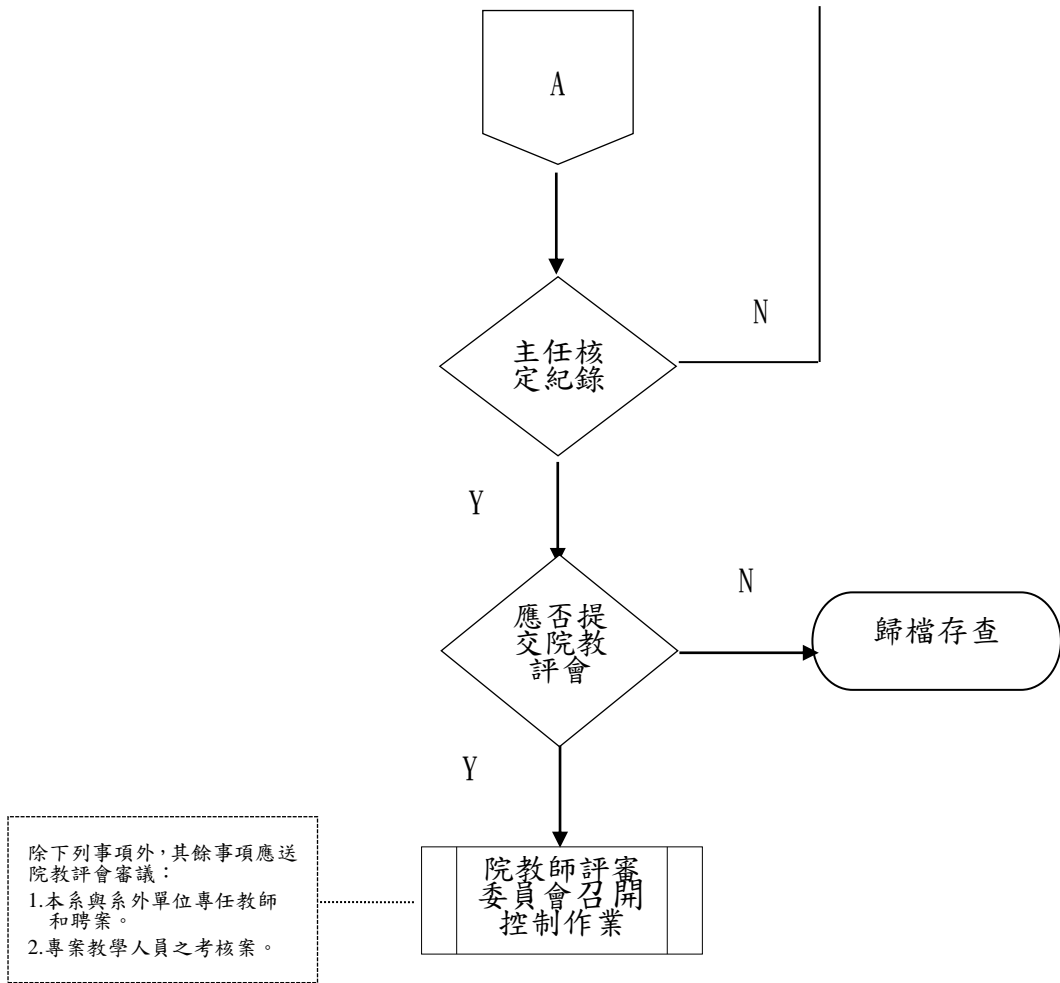 A
主任核
定紀錄
N
Y
應否提
交院教
評會
N
歸檔存查
Y
除下列事項外，其餘事項應送
院教評會審議：
1.本系與系外單位專任教師
和聘案。
2.專案教學人員之考核案。
院教師評審
委員會召開
控制作業